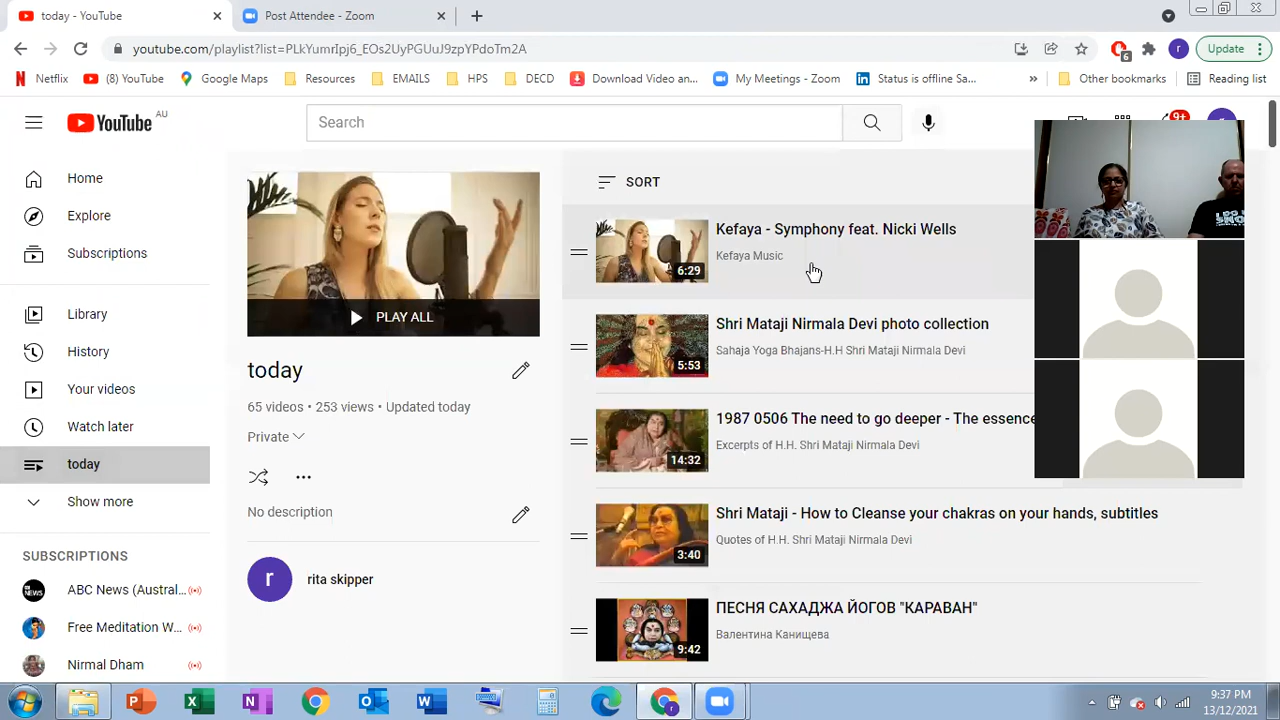 today - YouTube
Post Attendee - Zoom
youtube.com/playlist?list=PLkYumrIpj6_EOs2UyPGUuJ9zpYPdoTm2A
6
r
Update
Netflix
(8) YouTube
Google Maps
Resources
EMAILS
HPS
DECD
Download Video an...
My Meetings - Zoom
Status is offline Sa...
»
Other bookmarks
Reading list
YouTube
AU
Search
9+
Home
Explore
Subscriptions
Library
History
Your videos
Watch later
today
Show more
SUBSCRIPTIONS
ABC News (Austral...
Free Meditation W...
Nirmal Dham
PLAY ALL
today
65 videos • 253 views • Updated today
Private
No description
r
rita skipper
SORT
6:29
Kefaya - Symphony feat. Nicki Wells
Kefaya Music
5:53
Shri Mataji Nirmala Devi photo collection
Sahaja Yoga Bhajans-H.H Shri Mataji Nirmala Devi
14:32
1987 0506 The need to go deeper - The essence
Excerpts of H.H. Shri Mataji Nirmala Devi
3:40
Shri Mataji - How to Cleanse your chakras on your hands, subtitles
Quotes of H.H. Shri Mataji Nirmala Devi
9:42
ПЕСНЯ САХАДЖА ЙОГОВ "КАРАВАН"
Валентина Канищева
9:37 PM
13/12/2021